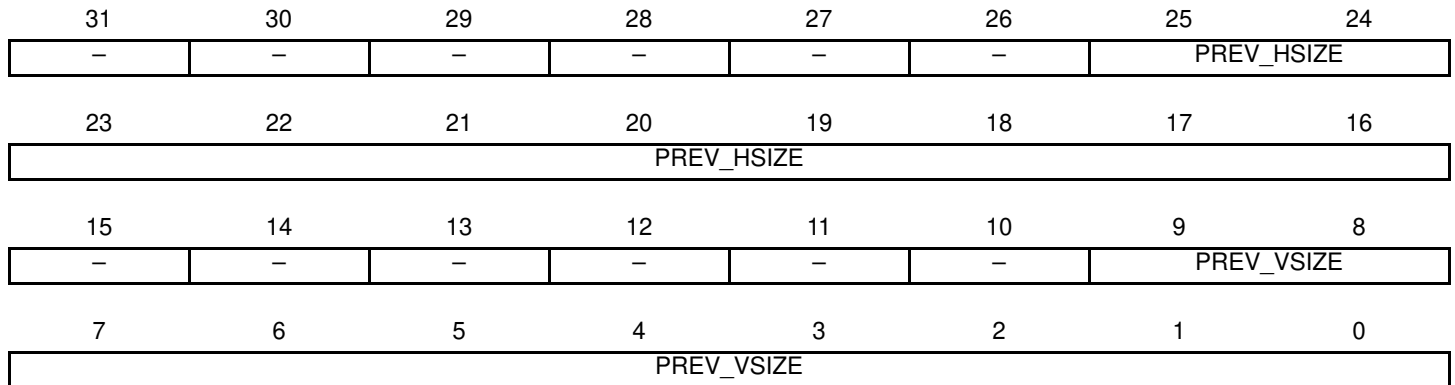 31 30 29 28 27 26 25 24
– – – – – – PREV_HSIZE
23 22 21 20 19 18 17 16
PREV_HSIZE
15 14 13 12 11 10 9 8
– – – – – – PREV_VSIZE
7 6 5 4 3 2 1 0
PREV_VSIZE